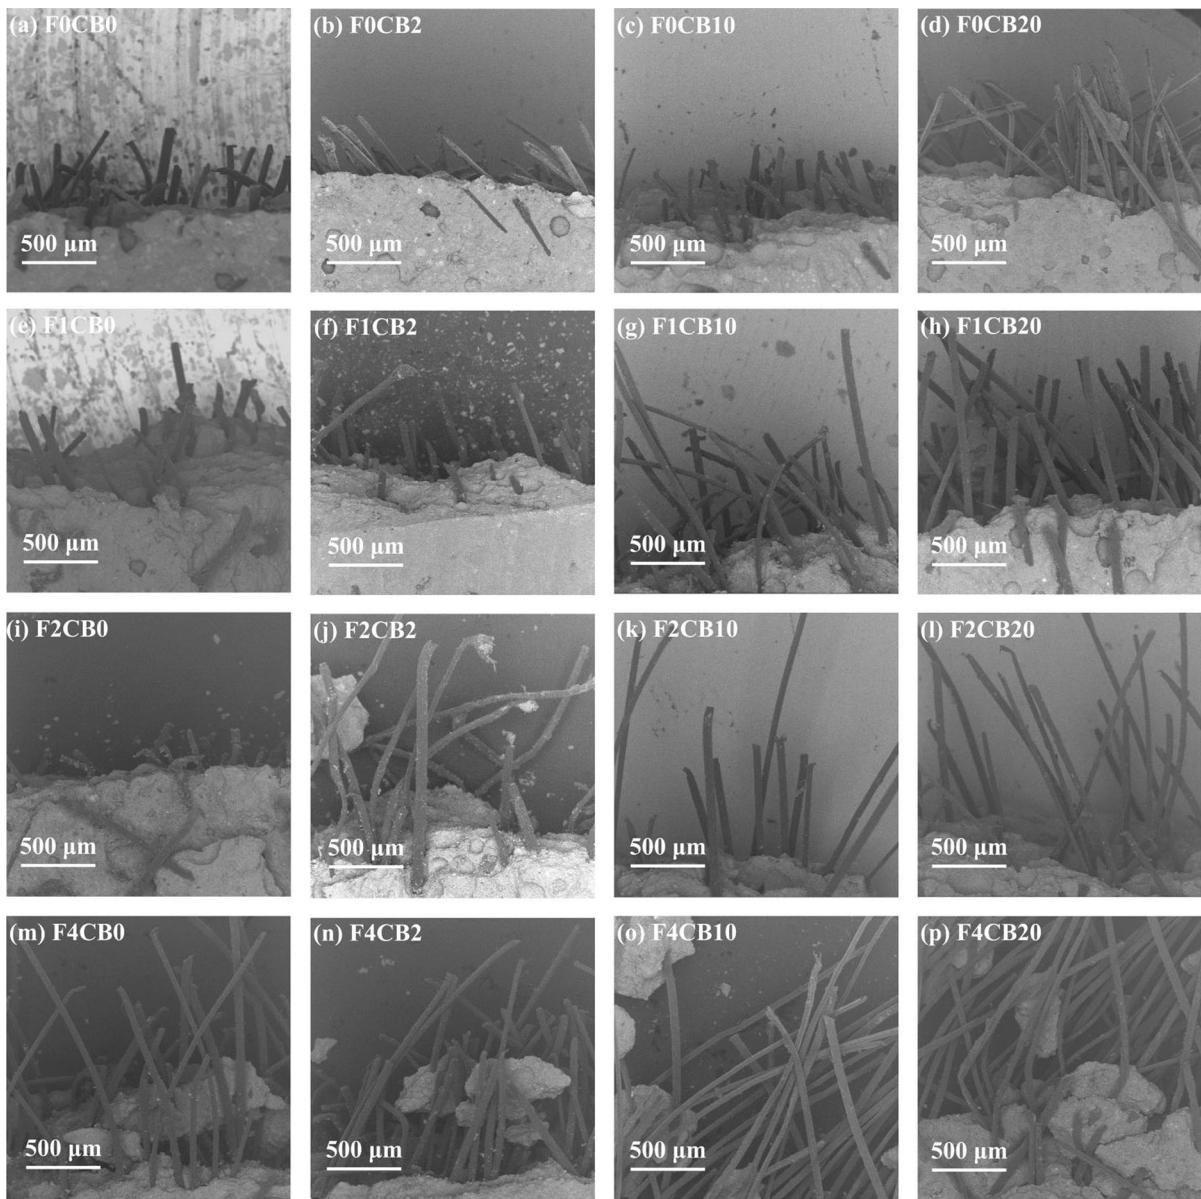 (a) F0CB0
500 μm
(b) F0CB2
500 μm
(c) F0CB10
500 μm
(d) F0CB20
500 μm
(e) F1CB0
500 μm
(f) F1CB2
500 μm
(g) F1CB10
500 μm
(h) F1CB20
500 μm
(i) F2CB0
500 μm
(j) F2CB2
500 μm
(k) F2CB10
500 μm
(l) F2CB20
500 μm
(m) F4CB0
500 μm
(n) F4CB2
500 μm
(o) F4CB10
500 μm
(p) F4CB20
500 μm